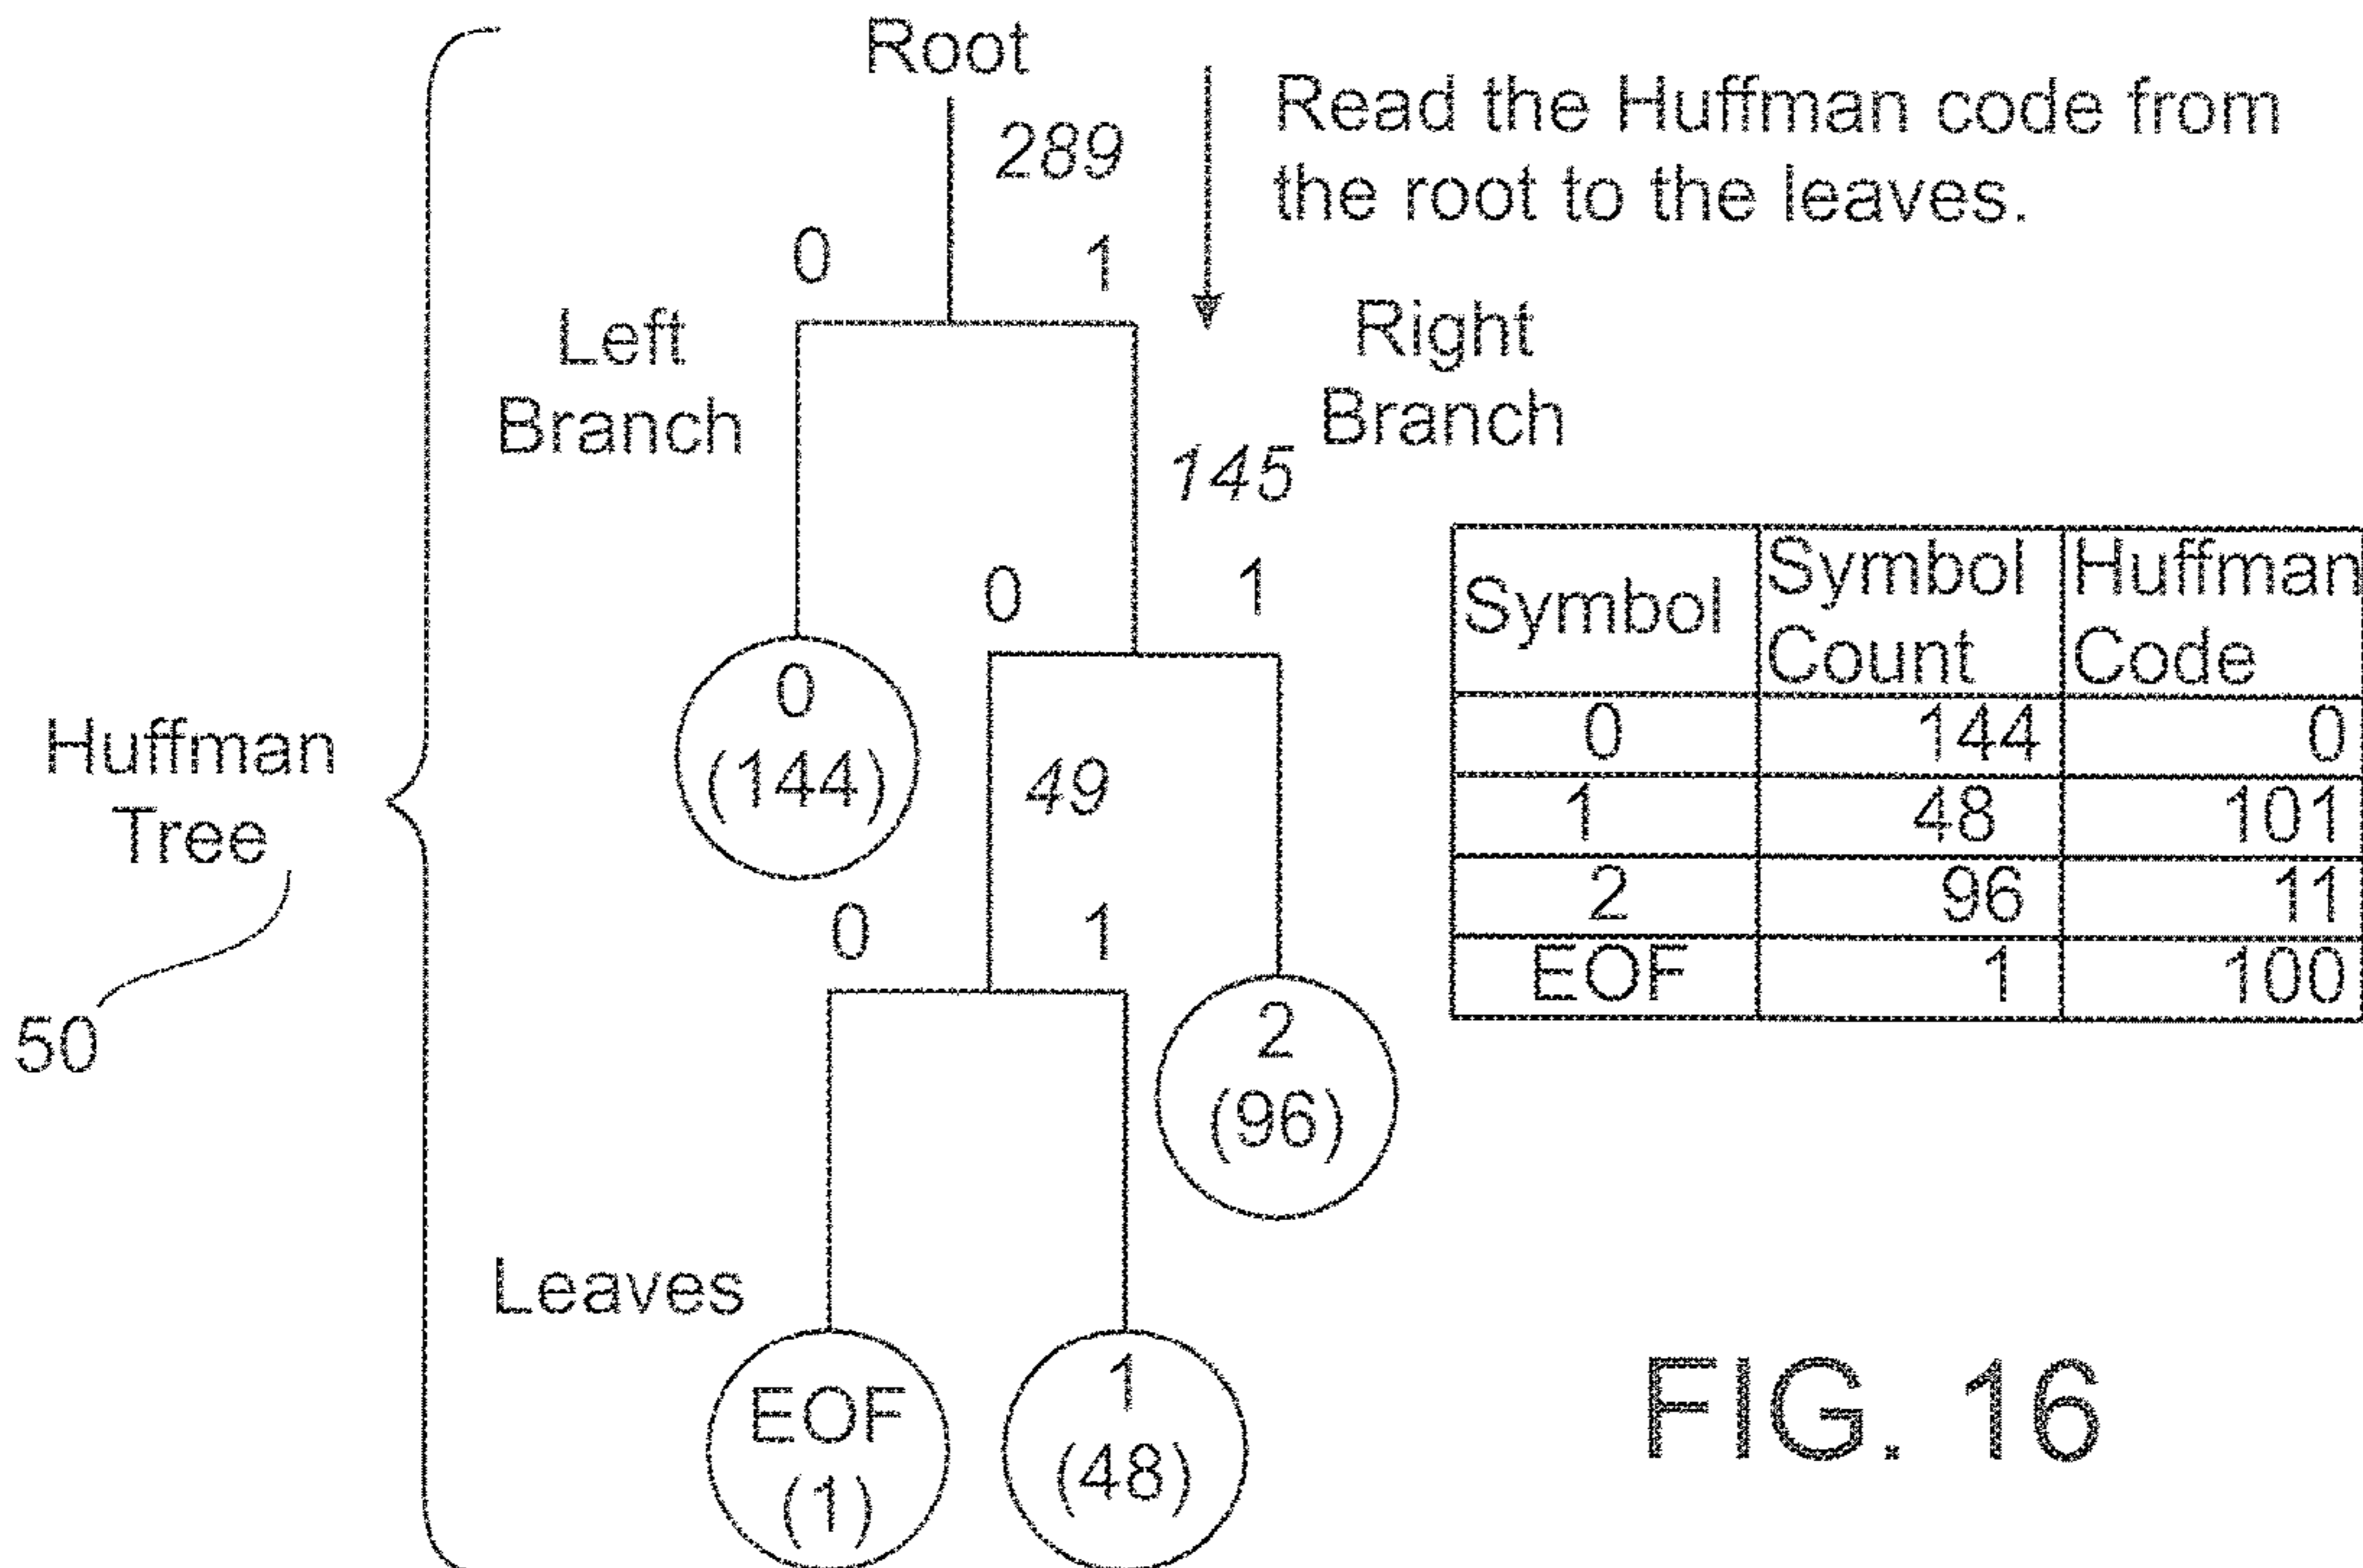 Root
289
Read the Huffman code from
the root to the leaves.
0
1
Left
Branch
Right
Branch
145
0
1
Huffman
Tree
50
0
(144)
49
0
1
2
(96)
Leaves
EOF
(1)
1
(48)
Symbol Symbol Count Huffman Code
0 144 0
1 48 101
2 96 11
EOF 1 100
FIG. 16